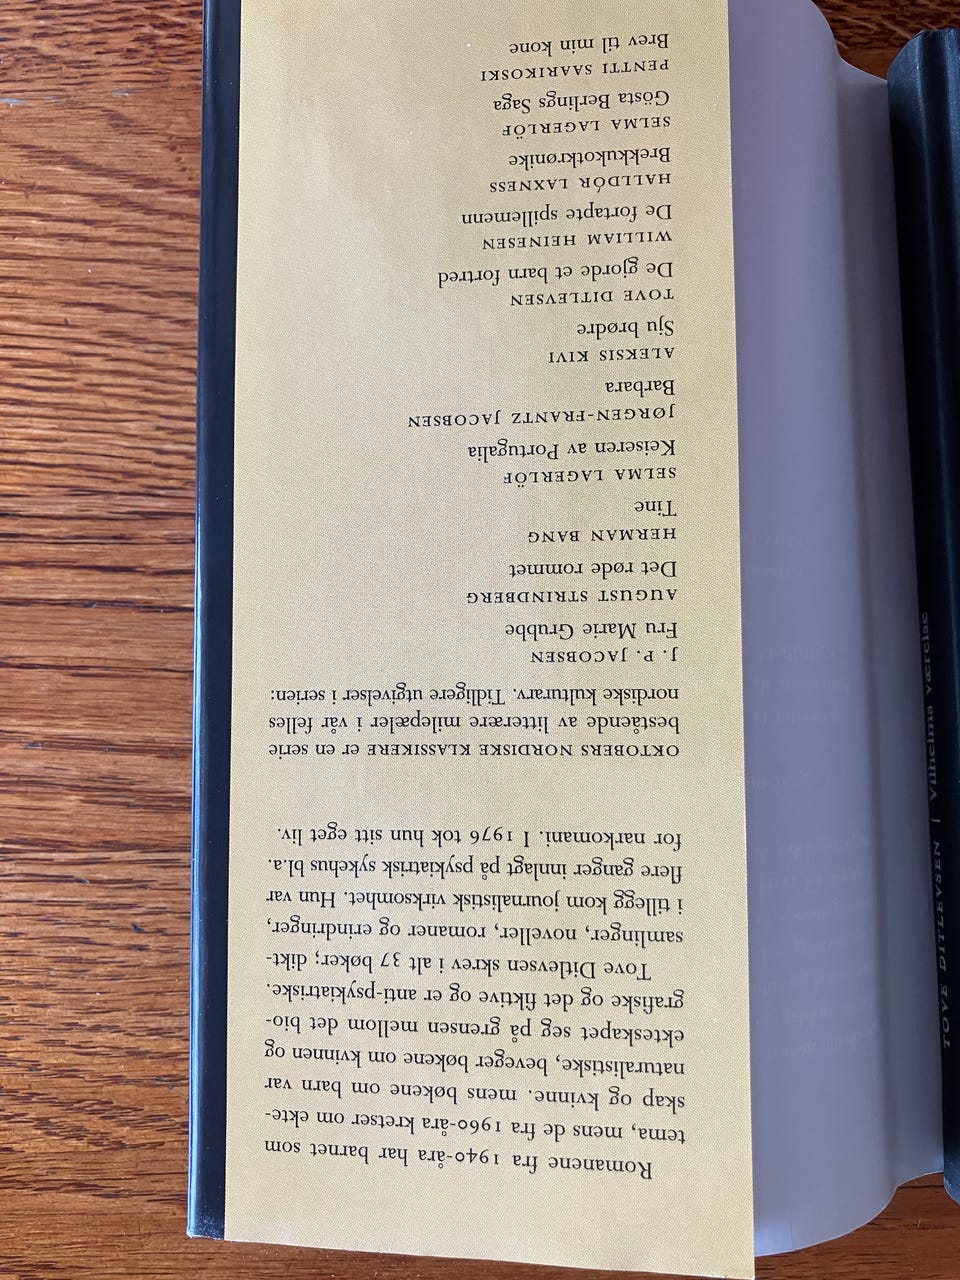 Romanene fra 1940-åra har barnet som
tema, mens de fra 1960-åra kretser om ekte-
skap og kvinne. mens bøkene om barn var
naturalistiske, beveger bøkene om kvinnen og
ekteskapet seg på grensen mellom det bio-
grafiske og det fiktive og er anti-psykiatriske.
Tove Ditlevsen skrev i alt 37 bøker; dikt-
samlinger, noveller, romaner og erindringer,
i tillegg kom journalistisk virksomhet. Hun var
flere ganger innlagt på psykiatrisk sykehus bl.a.
for narkomani. I 1976 tok hun sitt eget liv.
OKTOBERS NORDISKE KLASSIKERE er en serie
bestående av litterære milepæler i vår felles
nordiske kulturarv. Tidligere utgivelser i serien:
J. P. JACOBSEN
Fru Marie Grubbe
AUGUST STRINDBERG
Det røde rommet
HERMAN BANG
Tine
SELMA LAGERLÖF
Keiseren av Portugalia
JØRGEN-FRANTZ JACOBSEN
Barbara
ALEKSIS KIVI
Sju brødre
TOVE DITLEVSEN
De gjorde et barn fortred
WILLIAM HEINESEN
De fortapte spillemenn
HALLDÓR LAXNESS
Brekkukotkrønike
SELMA LAGERLÖF
Gösta Berlings Saga
PENTTI SAARIKOSKI
Brev til min kone
TOVE DITLEVSEN | Vilhelms værelse